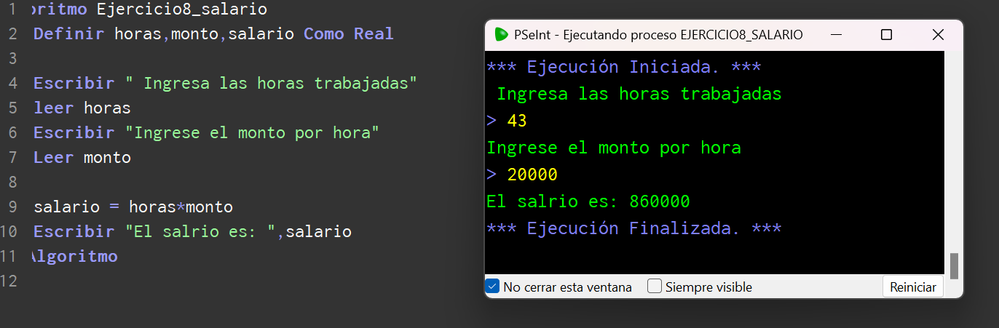 1 oritmo Ejercicio8_salario
2 Definir horas,monto,salario Como Real
3
4 Escribir " Ingresa las horas trabajadas"
5 leer horas
6 Escribir "Ingrese el monto por hora"
7 Leer monto
8
9 salario = horas*monto
10 Escribir "El salrio es: ",salario
11 Algoritmo
12
PSeInt - Ejecutando proceso EJERCICIO8_SALARIO
*** Ejecución Iniciada. ***
Ingresa las horas trabajadas
> 43
Ingrese el monto por hora
> 20000
El salrio es: 860000
*** Ejecución Finalizada. ***
No cerrar esta ventana Siempre visible Reiniciar